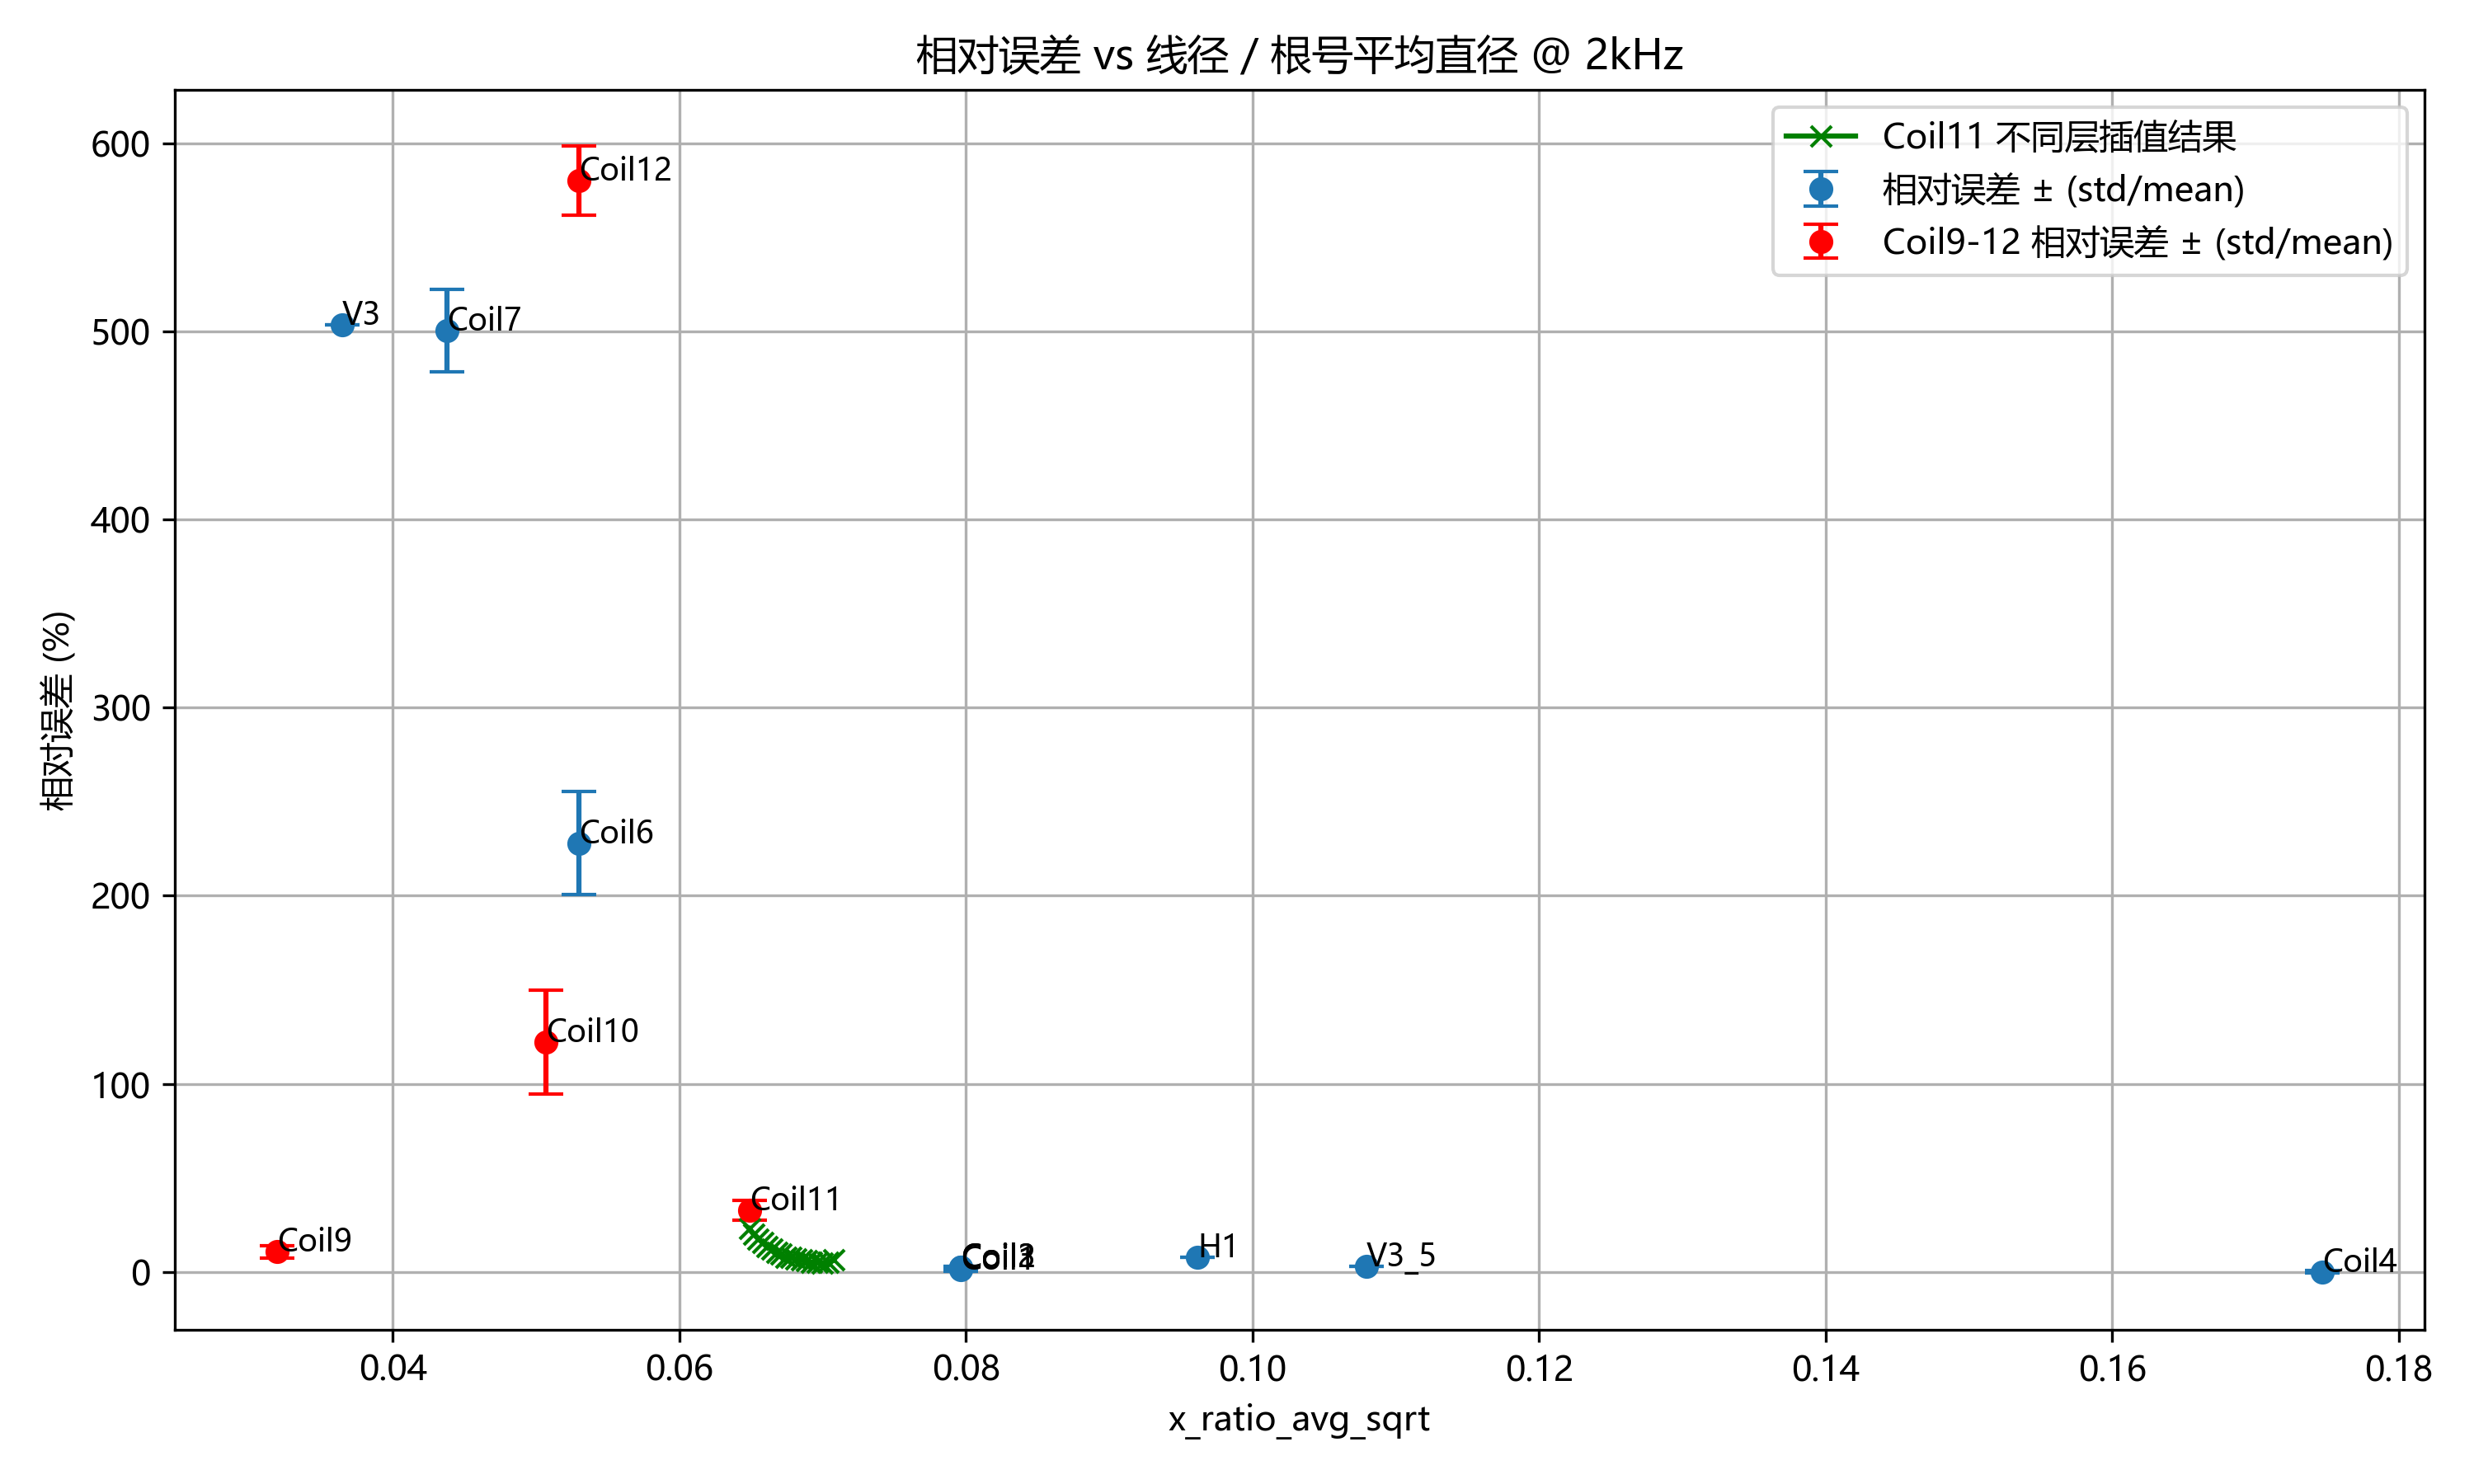 相对误差 vs 线径 / 根号平均直径 @ 2kHz
Coil11 不同层插值结果
相对误差 ± (std/mean)
Coil9-12 相对误差 ± (std/mean)
相对误差 (%)
600
500
400
300
200
100
0
Coil12
V3
Coil7
Coil6
Coil10
Coil11
Coil9
H1
V3_5
Coil4
0.04
0.06
0.08
0.10
0.12
0.14
0.16
0.18
x_ratio_avg_sqrt